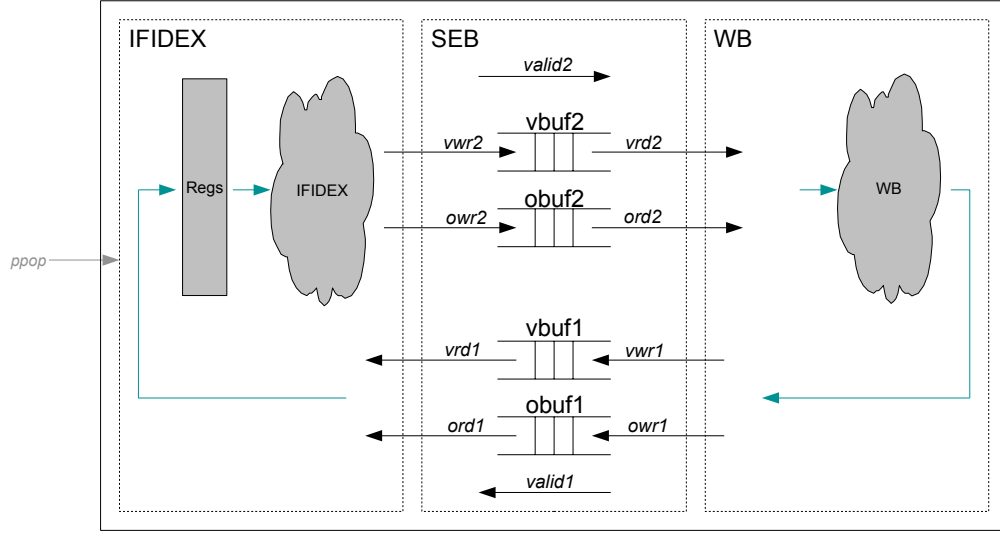 IFIDEX
SEB
WB
valid2
vbuf2
vwr2
vrd2
Regs
IFIDEX
WB
obuf2
owr2
ord2
ppop
vbuf1
vrd1
vwr1
obuf1
ord1
owr1
valid1